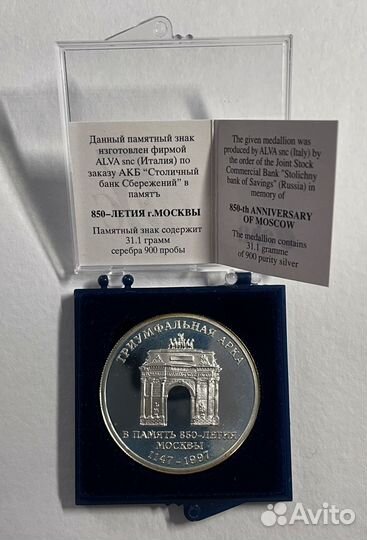 Данный памятный знак
изготовлен фирмой
ALVA snc (Италия) по
заказу АКБ "Столичный
банк Сбережений" в
память
850-ЛЕТИЯ г.МОСКВЫ
Памятный знак содержит
31.1 грамм
серебра 900 пробы
The given medallion was
produced by ALVA snc (Italy) by
the order of the Joint Stock
Commercial Bank "Stolichny
bank of Savings" (Russia) in
memory of
850-th ANNIVERSARY
OF MOSCOW
The medallion contains
31.1 gramme
of 900 purity silver
ТРИУМФАЛЬНАЯ АРКА
В ПАМЯТЬ 850-ЛЕТИЯ
МОСКВЫ
1147-1997
Avito